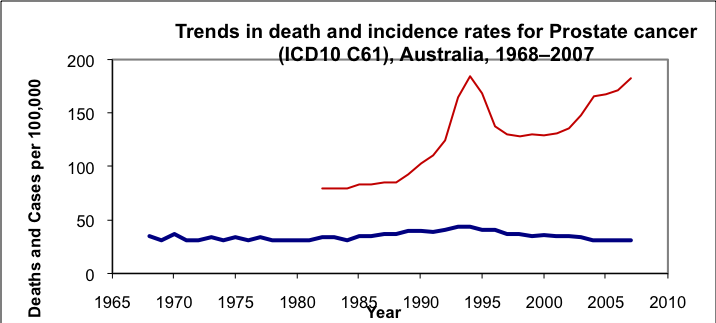 Trends in death and incidence rates for Prostate cancer
(ICD10 C61), Australia, 1968–2007
Deaths and Cases per 100,000
200
150
100
50
0
1965 1970 1975 1980 1985 1990 1995 2000 2005 2010
Year